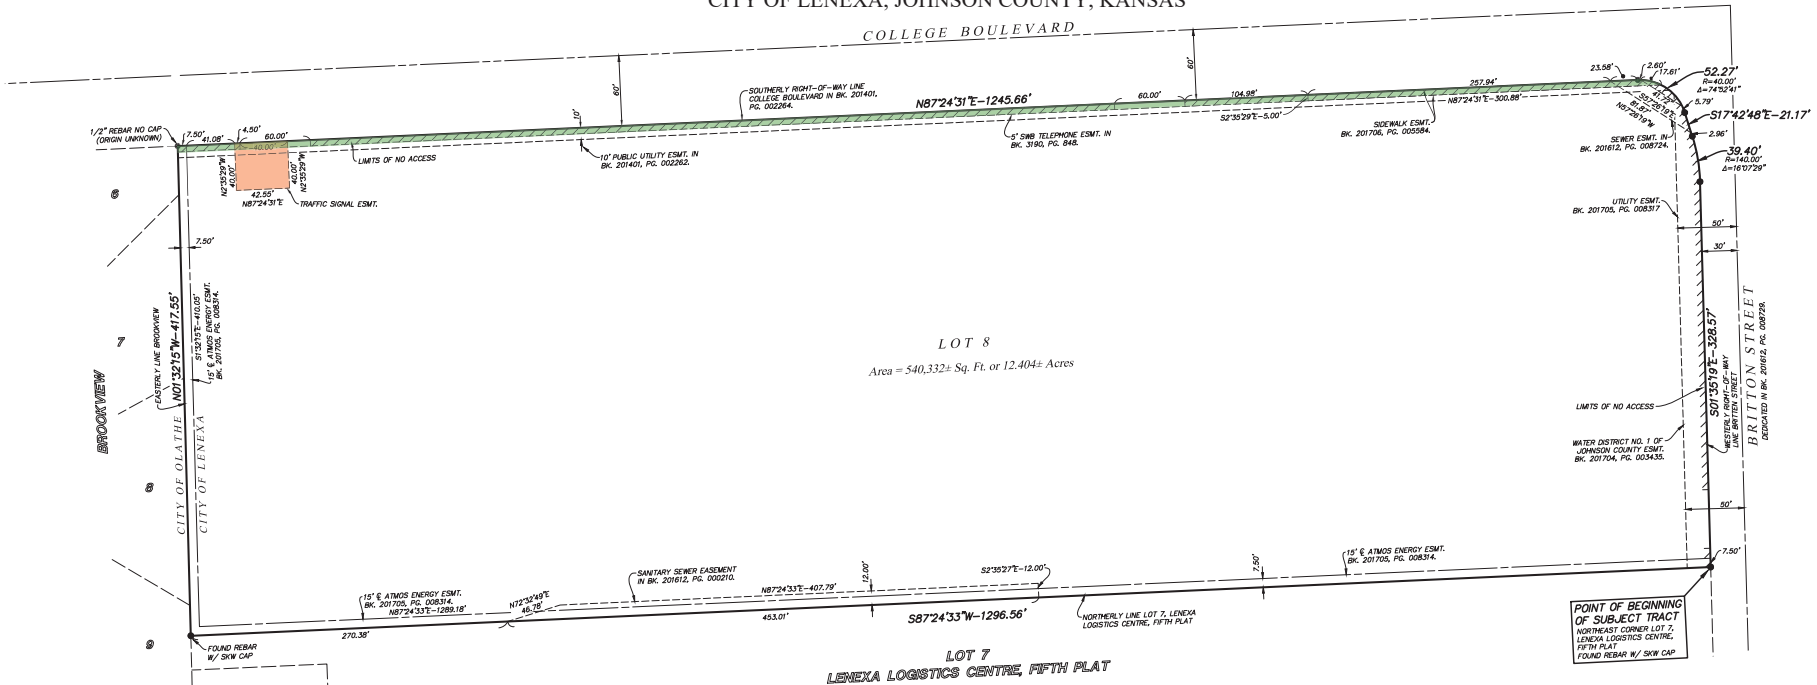 CITY OF LENEXA, JOHNSON COUNTY, KANSAS
COLLEGE BOULEVARD
60'
60'
10'
SOUTHERLY RIGHT-OF-WAY LINE
COLLEGE BOULEVARD IN BK. 201401,
PG. 002264.
N87°24'31"E-1245.66'
60.00'
104.98'
257.94'
23.58'
2.60'
17.61'
52.27'
R=40.00'
Δ=74°52'41"
5.79'
S17°42'48"E-21.17'
2.96'
39.40'
R=140.00'
Δ=16°07'29"
N87°24'31"E-300.88'
S2°35'29"E-5.00'
SIDEWALK ESMT.
BK. 201706, PG. 005584.
SEWER ESMT. IN
BK. 201612, PG. 008724.
5' SWB TELEPHONE ESMT. IN
BK. 3190, PG. 848.
10' PUBLIC UTILITY ESMT. IN
BK. 201401, PG. 002262.
LIMITS OF NO ACCESS
1/2" REBAR NO CAP
(ORIGIN UNKNOWN)
7.50'
41.08'
4.50'
60.00'
40.00'
N2°35'29"W
40.00'
40.00'
N2°35'29"W
42.55'
N87°24'31"E
TRAFFIC SIGNAL ESMT.
6
7
8
9
BROOKVIEW
EASTERLY LINE BROOKVIEW
N01°32'15"W-417.55'
7.50'
S1°32'15"E-410.05'
15' ℄ ATMOS ENERGY ESMT.
BK. 201705, PG. 008314.
CITY OF OLATHE
CITY OF LENEXA
LOT 8
Area = 540,332± Sq. Ft. or 12.404± Acres
UTILITY ESMT.
BK. 201705, PG. 008317
50'
30'
S01°35'19"E-328.57'
LIMITS OF NO ACCESS
WESTERLY RIGHT-OF-WAY
LINE BRITTEN STREET
BRITTON STREET
DEDICATED IN BK. 201612, PG. 008729.
WATER DISTRICT NO. 1 OF
JOHNSON COUNTY ESMT.
BK. 201704, PG. 003435.
50'
7.50'
15' ℄ ATMOS ENERGY ESMT.
BK. 201705, PG. 008314.
7.50'
S2°35'27"E-12.00'
12.00'
N87°24'33"E-407.79'
SANITARY SEWER EASEMENT
IN BK. 201612, PG. 000210.
N72°32'49"E
46.78'
15' ℄ ATMOS ENERGY ESMT.
BK. 201705, PG. 008314.
N87°24'33"E-1289.18'
270.38'
453.01'
S87°24'33"W-1296.56'
NORTHERLY LINE LOT 7, LENEXA
LOGISTICS CENTRE, FIFTH PLAT
FOUND REBAR
W/ SKW CAP
LOT 7
LENEXA LOGISTICS CENTRE, FIFTH PLAT
POINT OF BEGINNING
OF SUBJECT TRACT
NORTHEAST CORNER LOT 7,
LENEXA LOGISTICS CENTRE,
FIFTH PLAT
FOUND REBAR W/ SKW CAP